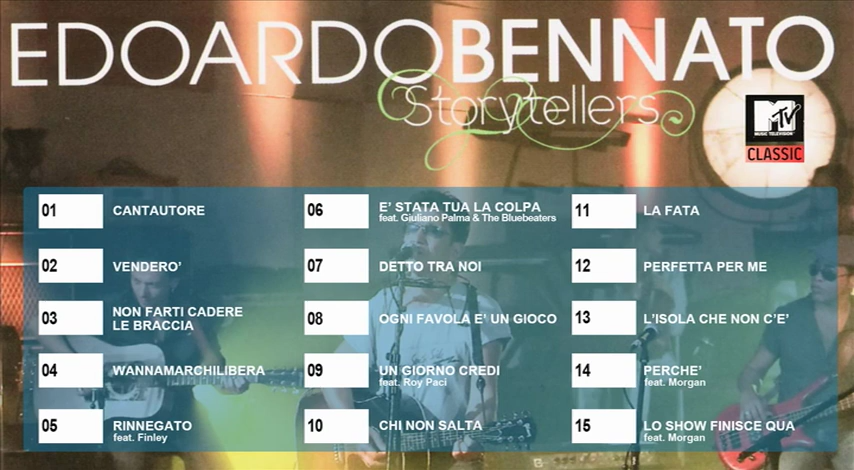 EDOARDOBENNATO
Storytellers
MTV
MUSIC TELEVISION
CLASSIC
01 CANTAUTORE
02 VENDERO'
03 NON FARTI CADERE
LE BRACCIA
04 WANNAMARCHILIBERA
05 RINNEGATO
feat. Finley
06 E' STATA TUA LA COLPA
feat. Giuliano Palma & The Bluebeaters
07 DETTO TRA NOI
08 OGNI FAVOLA E' UN GIOCO
09 UN GIORNO CREDI
feat. Roy Paci
10 CHI NON SALTA
11 LA FATA
12 PERFETTA PER ME
13 L'ISOLA CHE NON C'E'
14 PERCHE'
feat. Morgan
15 LO SHOW FINISCE QUA
feat. Morgan